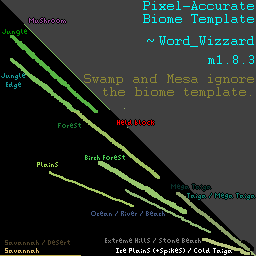 Pixel-Accurate
Biome Template
~ Word_Wizzard
m1.8.3
Swamp and Mesa ignore
the biome template.
Mushroom
Jungle
Jungle
Edge
Forest
Help block
Birch Forest
Plains
Mega Taiga
Taiga / Mega Taiga
Ocean / River / Beach
Extreme Hills / Stone Beach
Savannah / Desert
Savannah
Ice Plains (+Spikes) / Cold Taiga